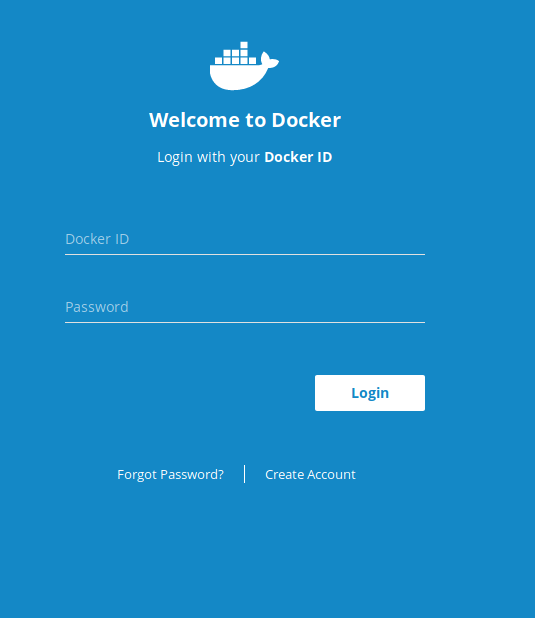 Welcome to Docker
Login with your Docker ID
Docker ID
Password
Login
Forgot Password?
Create Account